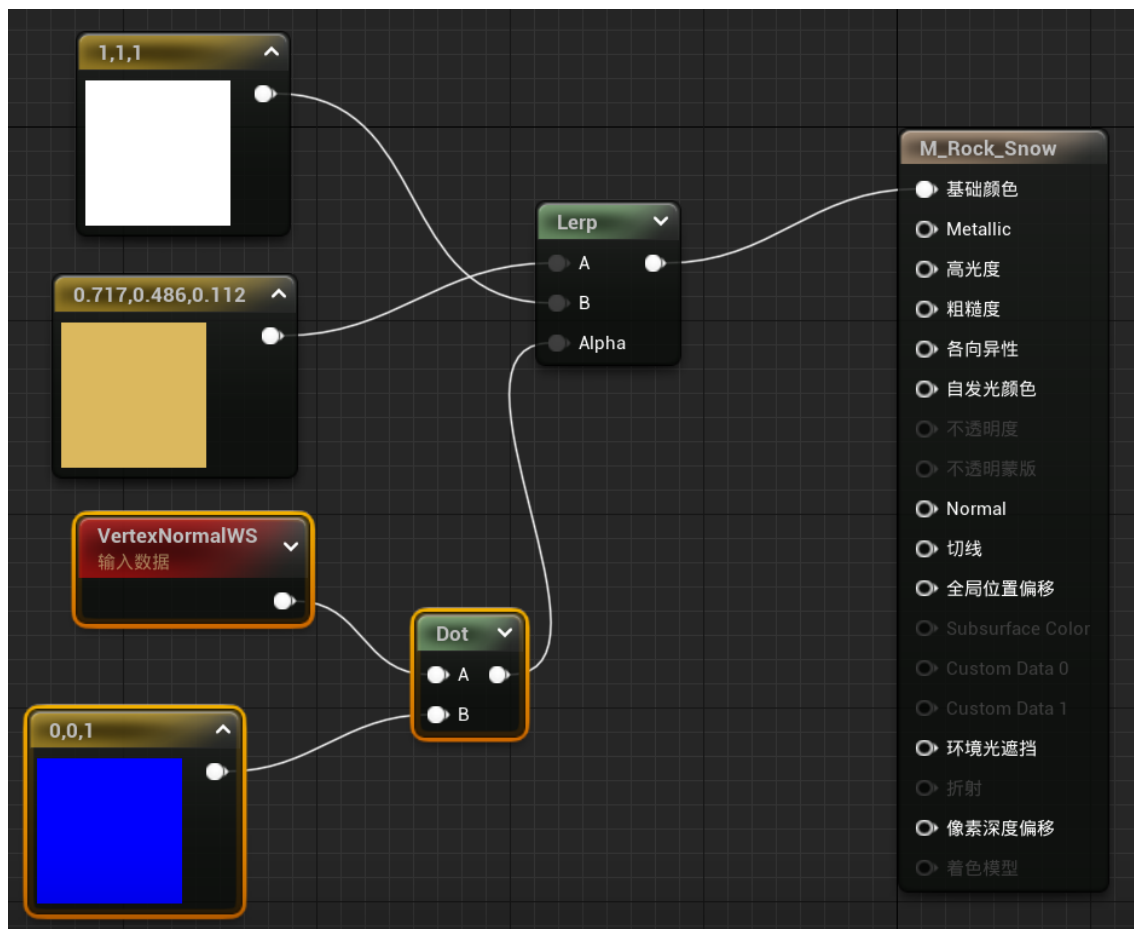 1,1,1
0.717,0.486,0.112
VertexNormalWS
输入数据
0,0,1
Dot
A
B
Lerp
A
B
Alpha
M_Rock_Snow
基础颜色
Metallic
高光度
粗糙度
各向异性
自发光颜色
不透明度
不透明蒙版
Normal
切线
全局位置偏移
Subsurface Color
Custom Data 0
Custom Data 1
环境光遮挡
折射
像素深度偏移
着色模型